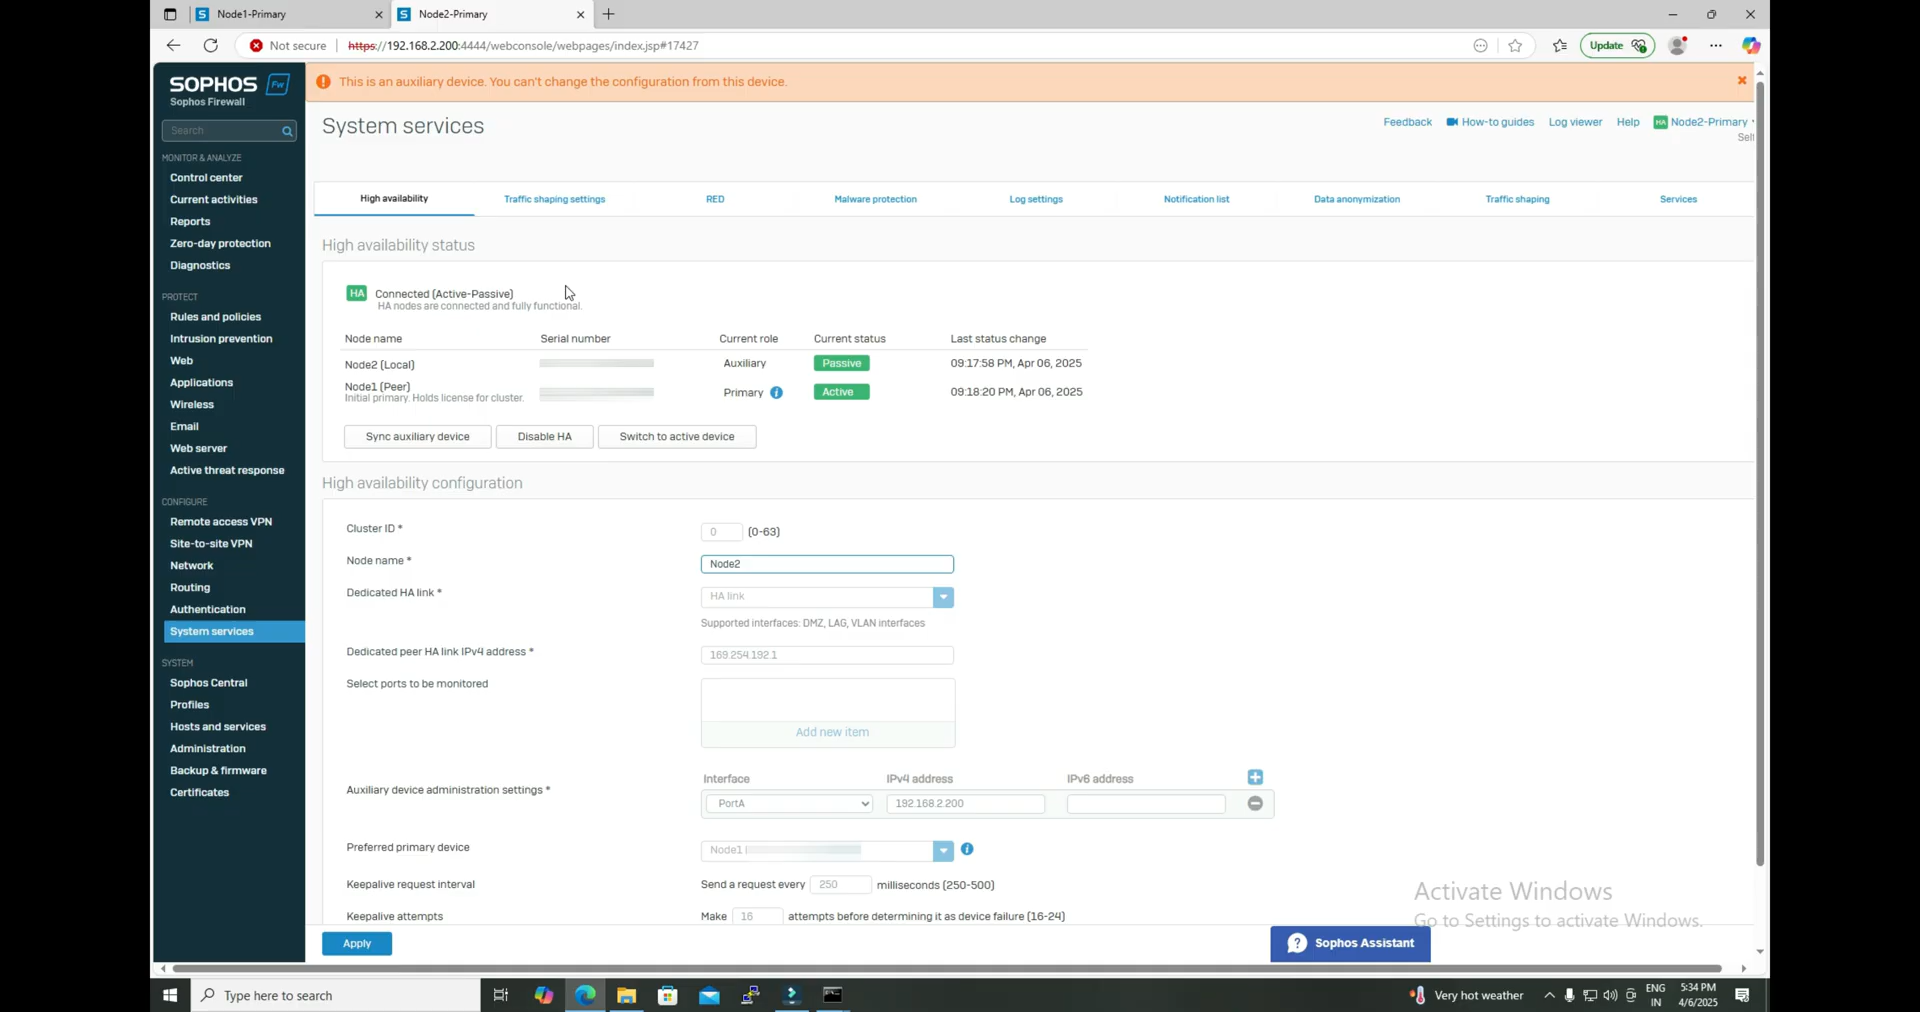 Node1-Primary
Node2-Primary
Not secure
https://192.168.2.200:4444/webconsole/webpages/index.jsp#17427
Update
SOPHOS Fw
Sophos Firewall
Search
MONITOR & ANALYZE
Control center
Current activities
Reports
Zero-day protection
Diagnostics
PROTECT
Rules and policies
Intrusion prevention
Web
Applications
Wireless
Email
Web server
Active threat response
CONFIGURE
Remote access VPN
Site-to-site VPN
Network
Routing
Authentication
System services
SYSTEM
Sophos Central
Profiles
Hosts and services
Administration
Backup & firmware
Certificates
This is an auxiliary device. You can't change the configuration from this device.
System services
Feedback How-to guides Log viewer Help HA Node2-Primary
High availability Traffic shaping settings RED Malware protection Log settings Notification list Data anonymization Traffic shaping Services
High availability status
HA Connected (Active-Passive)
HA nodes are connected and fully functional.
Node name Serial number Current role Current status Last status change
Node2 (Local) Auxiliary Passive 09:17:58 PM, Apr 06, 2025
Node1 (Peer) Primary Active 09:18:20 PM, Apr 06, 2025
Initial primary. Holds license for cluster.
Sync auxiliary device Disable HA Switch to active device
High availability configuration
Cluster ID * 0 (0-63)
Node name * Node2
Dedicated HA link * HA link
Supported interfaces: DMZ, LAG, VLAN interfaces
Dedicated peer HA link IPv4 address * 169.254.192.1
Select ports to be monitored
Add new item
Interface IPv4 address IPv6 address
Auxiliary device administration settings * PortA 192.168.2.200
Preferred primary device Node1
Keepalive request interval Send a request every 250 milliseconds (250-500)
Keepalive attempts Make 16 attempts before determining it as device failure (16-24)
Apply
Sophos Assistant
Activate Windows
Go to Settings to activate Windows.
Type here to search
Very hot weather
ENG
IN
5:34 PM
4/6/2025